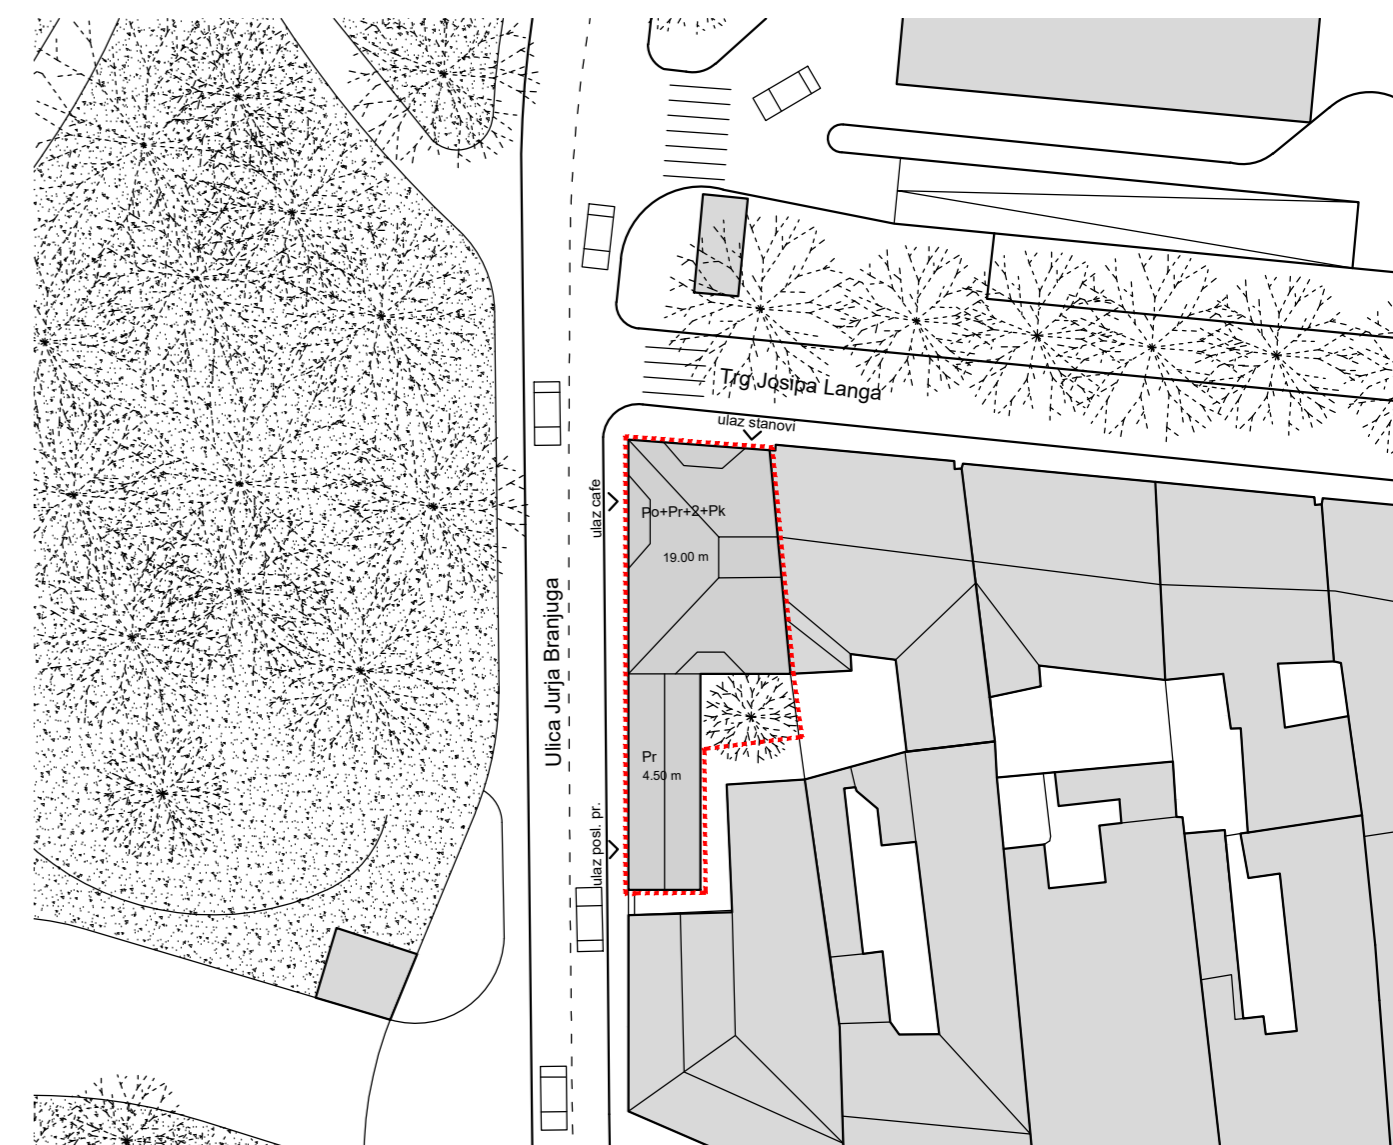 Trg Josipa Langa
ulaz stanovi
ulaz cafe
Po+Pr+2+Pk
19.00 m
Ulica Jurja Branjuga
Pr
4.50 m
ulaz posl. pr.